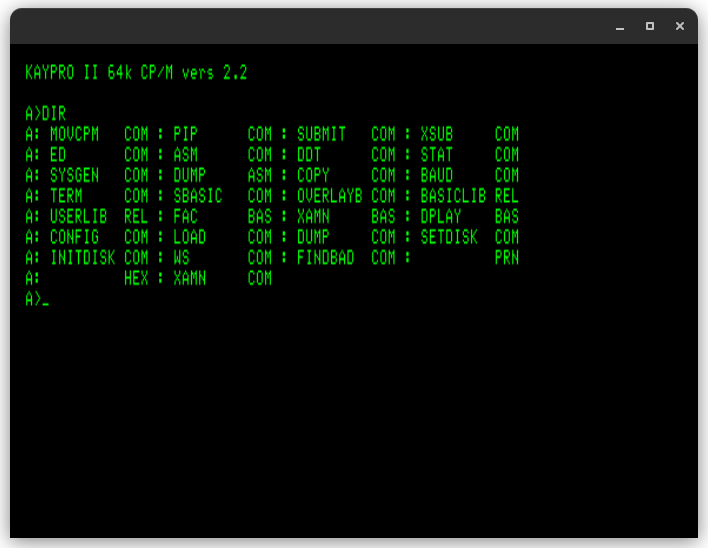 KAYPRO II 64k CP/M vers 2.2
A>DIR
A: MOVCPM   COM : PIP      COM : SUBMIT   COM : XSUB     COM
A: ED       COM : ASM      COM : DDT      COM : STAT     COM
A: SYSGEN   COM : DUMP     ASM : COPY     COM : BAUD     COM
A: TERM     COM : SBASIC   COM : OVERLAYB COM : BASICLIB REL
A: USERLIB  REL : FAC      BAS : XAMN     BAS : DPLAY    BAS
A: CONFIG   COM : LOAD     COM : DUMP     COM : SETDISK  COM
A: INITDISK COM : WS       COM : FINDBAD  COM :          PRN
A:          HEX : XAMN     COM
A>_